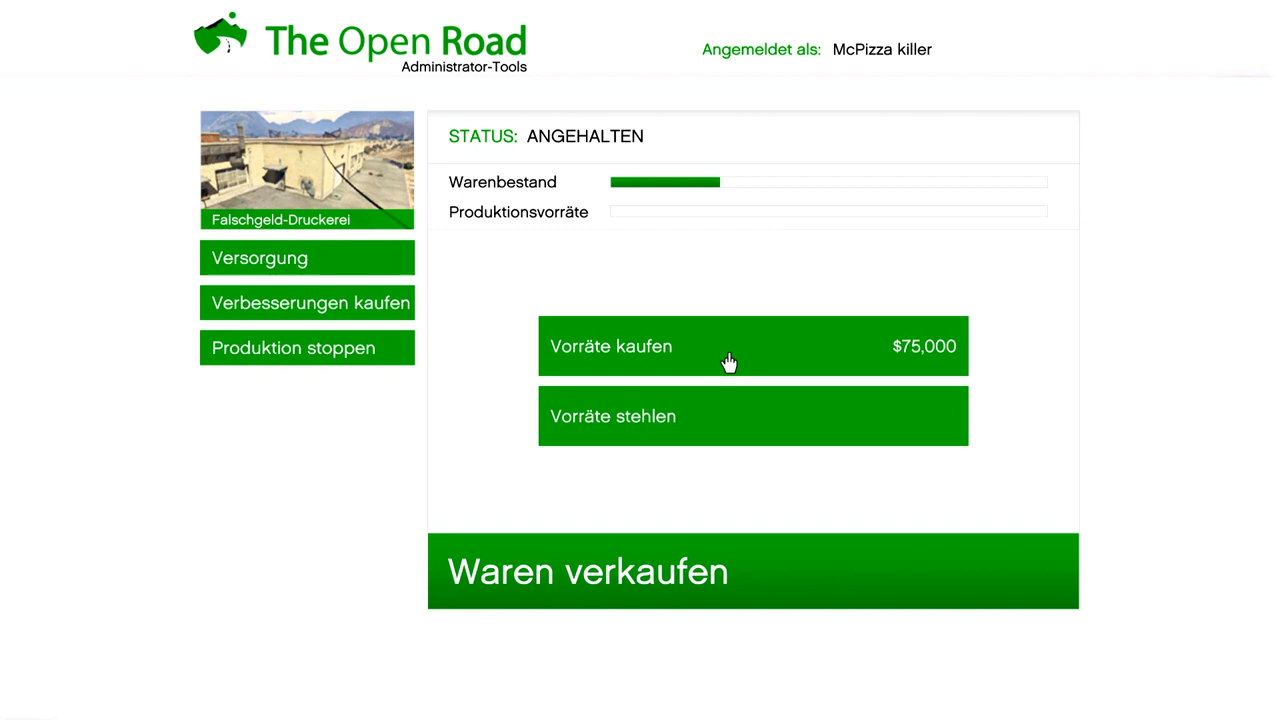 The Open Road
Administrator-Tools
Angemeldet als: McPizza killer
Falschgeld-Druckerei
Versorgung
Verbesserungen kaufen
Produktion stoppen
STATUS: ANGEHALTEN
Warenbestand
Produktionsvorräte
Vorräte kaufen $75,000
Vorräte stehlen
Waren verkaufen